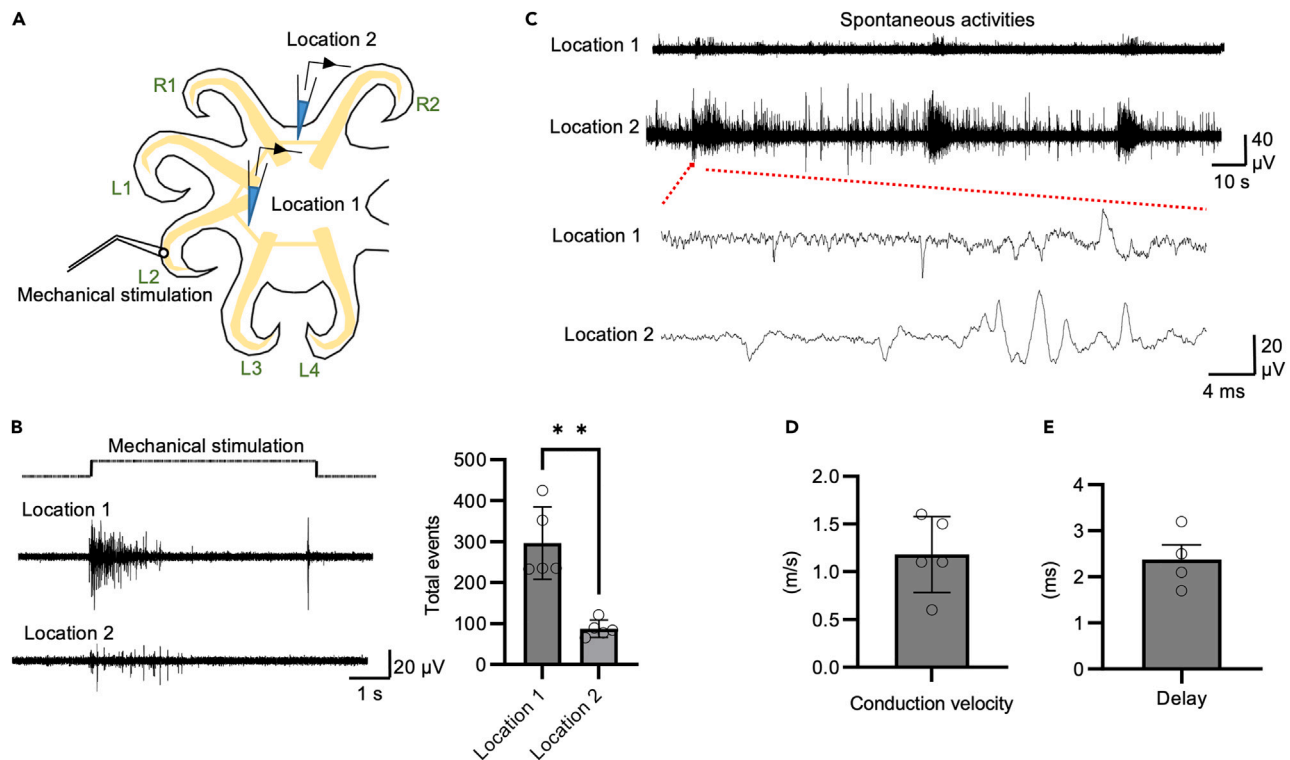 A
Location 2
R1
R2
L1
Location 1
L2
Mechanical stimulation
L3
L4
B
Mechanical stimulation
Location 1
Location 2
20 µV
1 s
* *
500
400
300
200
100
0
Total events
Location 1
Location 2
C
Spontaneous activities
Location 1
Location 2
40
µV
10 s
Location 1
Location 2
20
µV
4 ms
D
2.0
1.5
1.0
0.5
0.0
(m/s)
Conduction velocity
E
4
3
2
1
0
(ms)
Delay